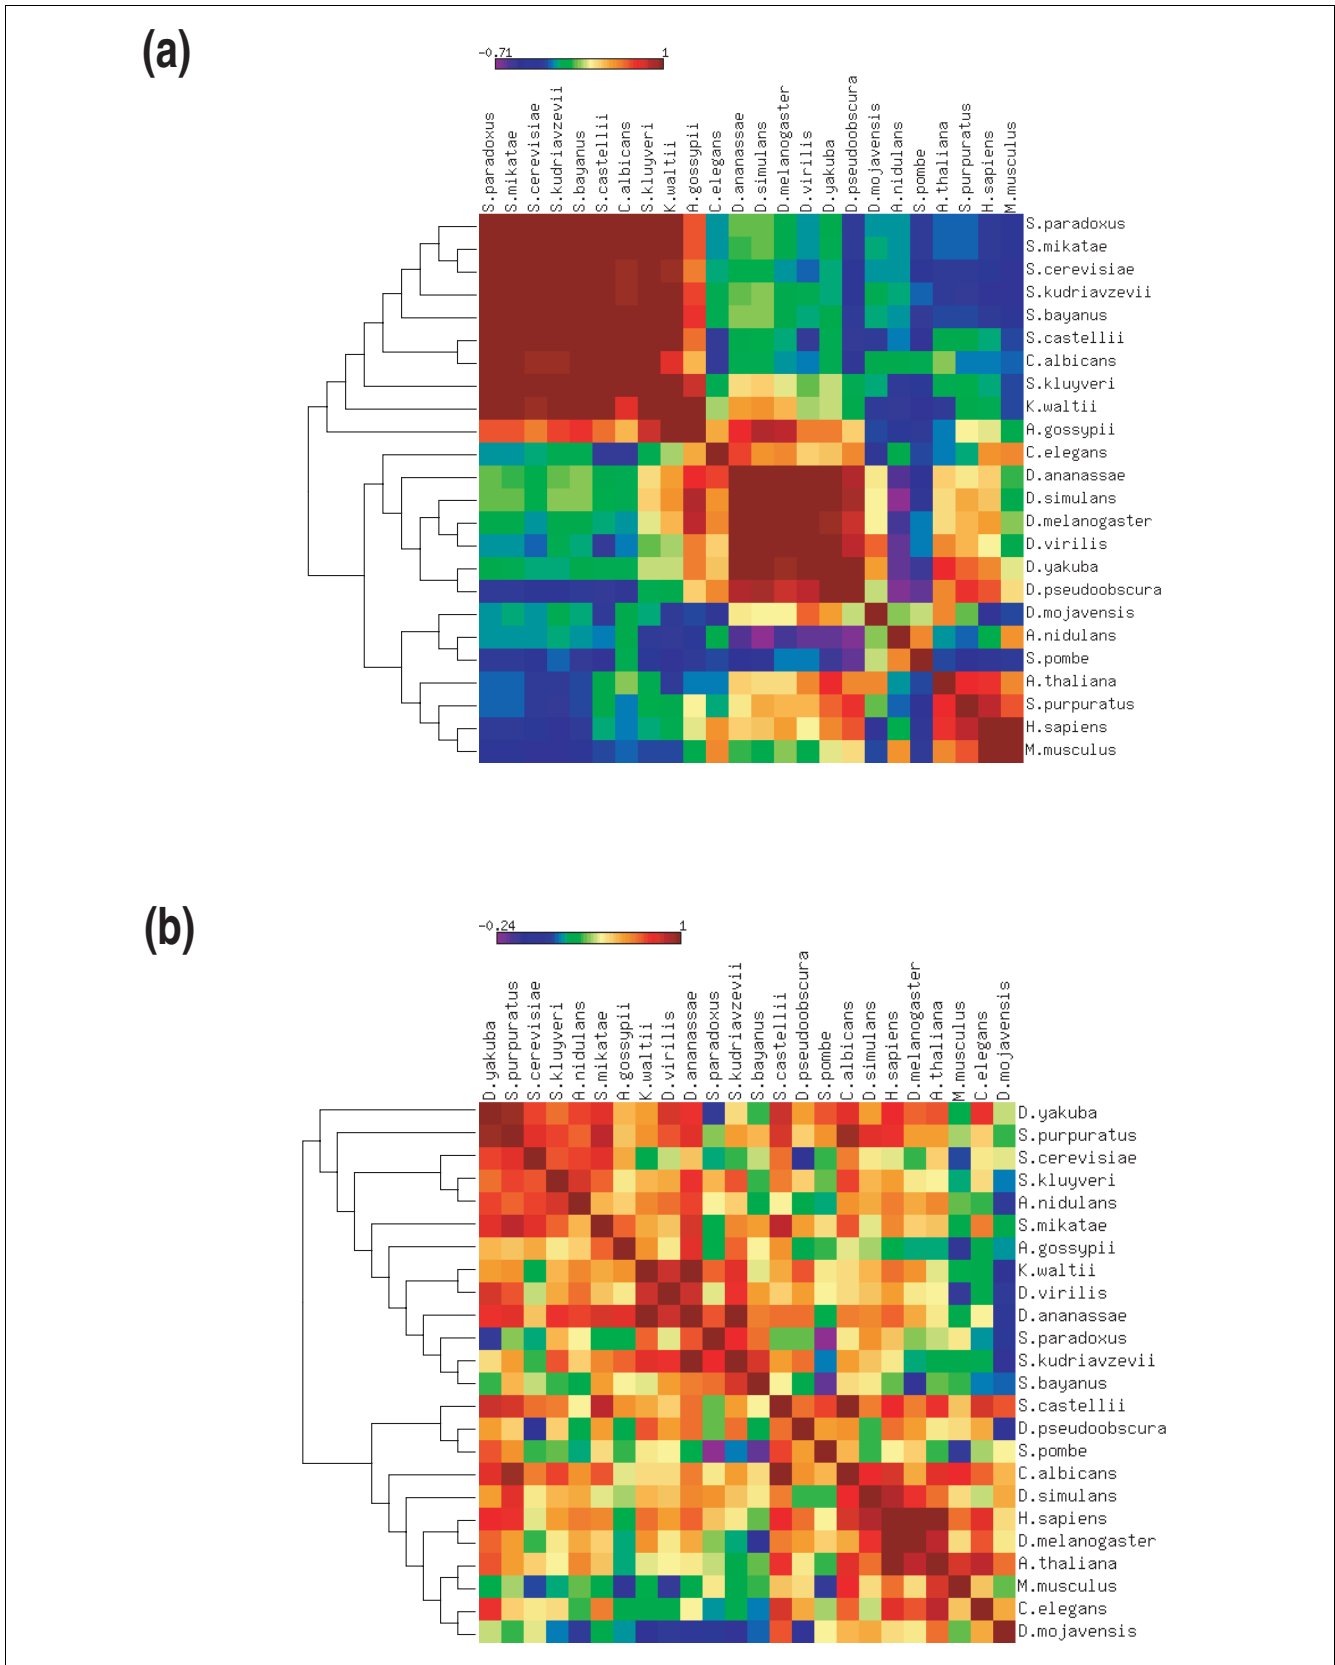 (a)
−0.71 1
S.paradoxus
S.mikatae
S.cerevisiae
S.kudriavzevii
S.bayanus
S.castellii
C.albicans
S.kluyveri
K.waltii
A.gossypii
C.elegans
D.ananassae
D.simulans
D.melanogaster
D.virilis
D.yakuba
D.pseudoobscura
D.mojavensis
A.nidulans
S.pombe
A.thaliana
S.purpuratus
H.sapiens
M.musculus
S.paradoxus
S.mikatae
S.cerevisiae
S.kudriavzevii
S.bayanus
S.castellii
C.albicans
S.kluyveri
K.waltii
A.gossypii
C.elegans
D.ananassae
D.simulans
D.melanogaster
D.virilis
D.yakuba
D.pseudoobscura
D.mojavensis
A.nidulans
S.pombe
A.thaliana
S.purpuratus
H.sapiens
M.musculus
(b)
−0.24 1
D.yakuba
S.purpuratus
S.cerevisiae
S.kluyveri
A.nidulans
S.mikatae
A.gossypii
K.waltii
D.virilis
D.ananassae
S.paradoxus
S.kudriavzevii
S.bayanus
S.castellii
D.pseudoobscura
S.pombe
C.albicans
D.simulans
H.sapiens
D.melanogaster
A.thaliana
M.musculus
C.elegans
D.mojavensis
D.yakuba
S.purpuratus
S.cerevisiae
S.kluyveri
A.nidulans
S.mikatae
A.gossypii
K.waltii
D.virilis
D.ananassae
S.paradoxus
S.kudriavzevii
S.bayanus
S.castellii
D.pseudoobscura
S.pombe
C.albicans
D.simulans
H.sapiens
D.melanogaster
A.thaliana
M.musculus
C.elegans
D.mojavensis